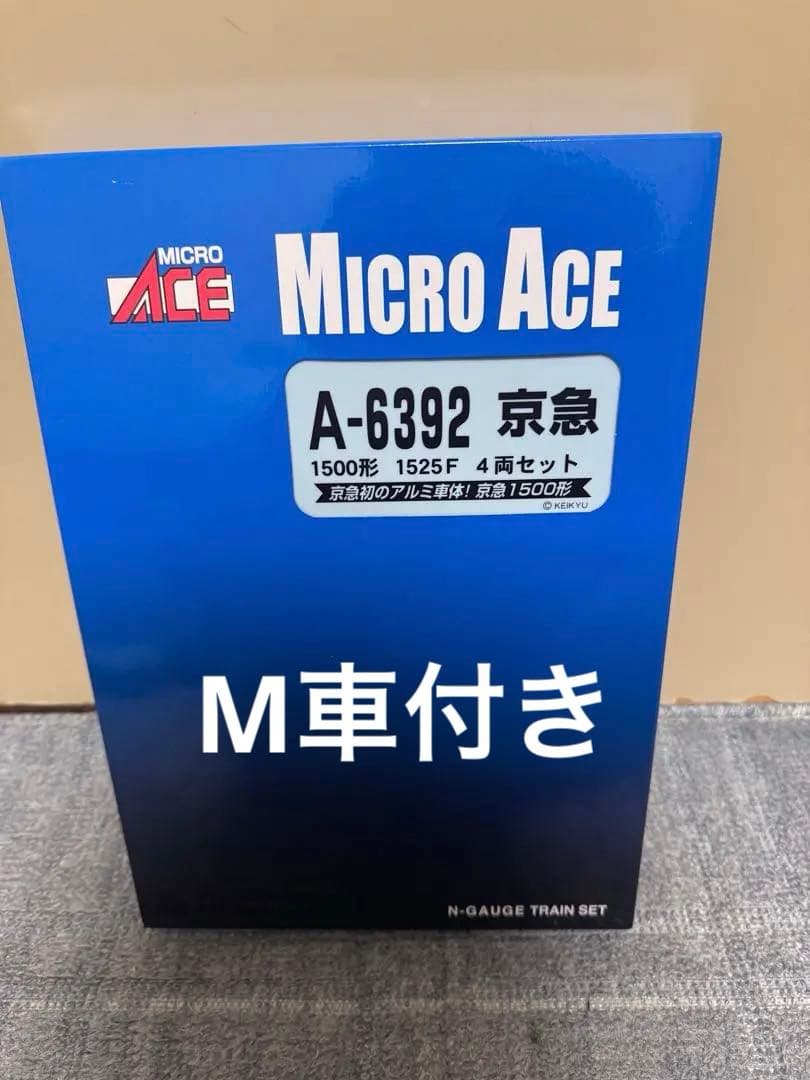 MICRO
ACE
MICRO ACE
A-6392 京急
1500形 1525F 4両セット
京急初のアルミ車体!京急1500形
© KEIKYU
M車付き
N-GAUGE TRAIN SET